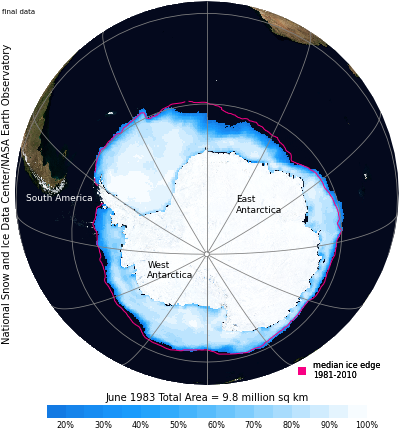 final data
National Snow and Ice Data Center/NASA Earth Observatory
South America
East
Antarctica
West
Antarctica
median ice edge
1981-2010
June 1983 Total Area = 9.8 million sq km
20% 30% 40% 50% 60% 70% 80% 90% 100%